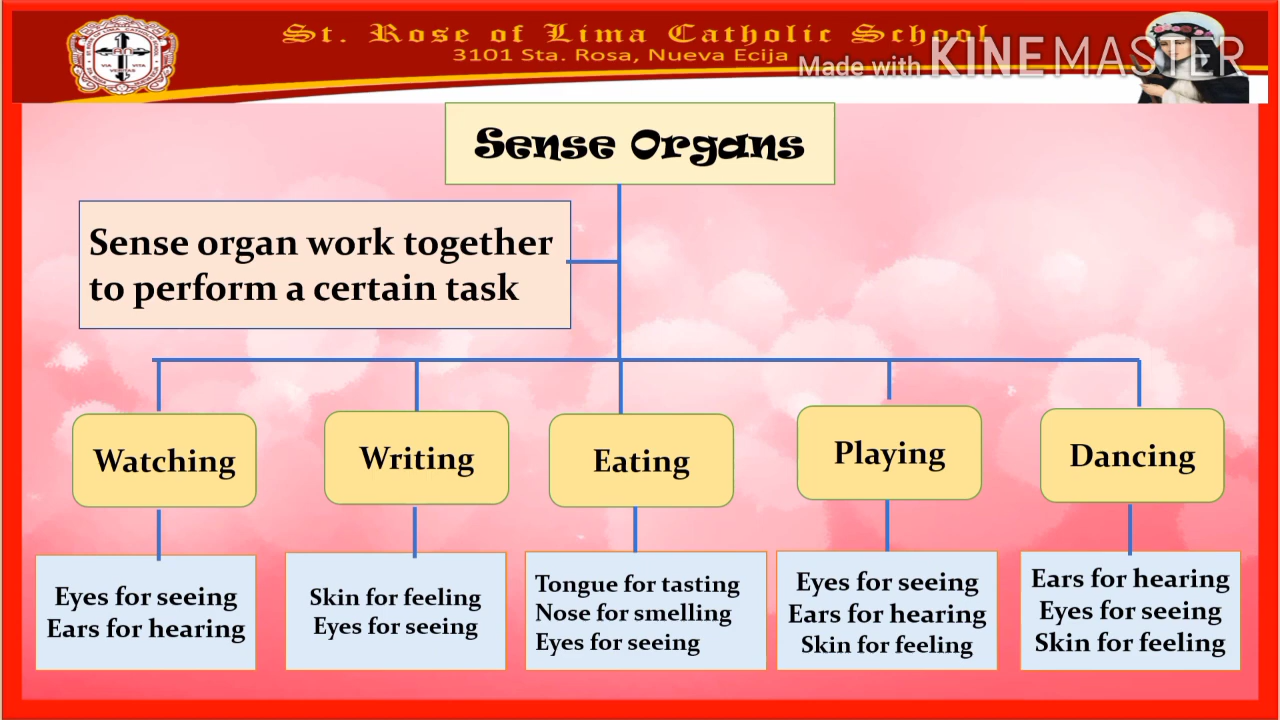 St. Rose of Lima Catholic School
3101 Sta. Rosa, Nueva Ecija
Made with KINEMASTER
Sense Organs
Sense organ work together
to perform a certain task
Watching
Writing
Eating
Playing
Dancing
Eyes for seeing
Ears for hearing
Skin for feeling
Eyes for seeing
Tongue for tasting
Nose for smelling
Eyes for seeing
Eyes for seeing
Ears for hearing
Skin for feeling
Ears for hearing
Eyes for seeing
Skin for feeling